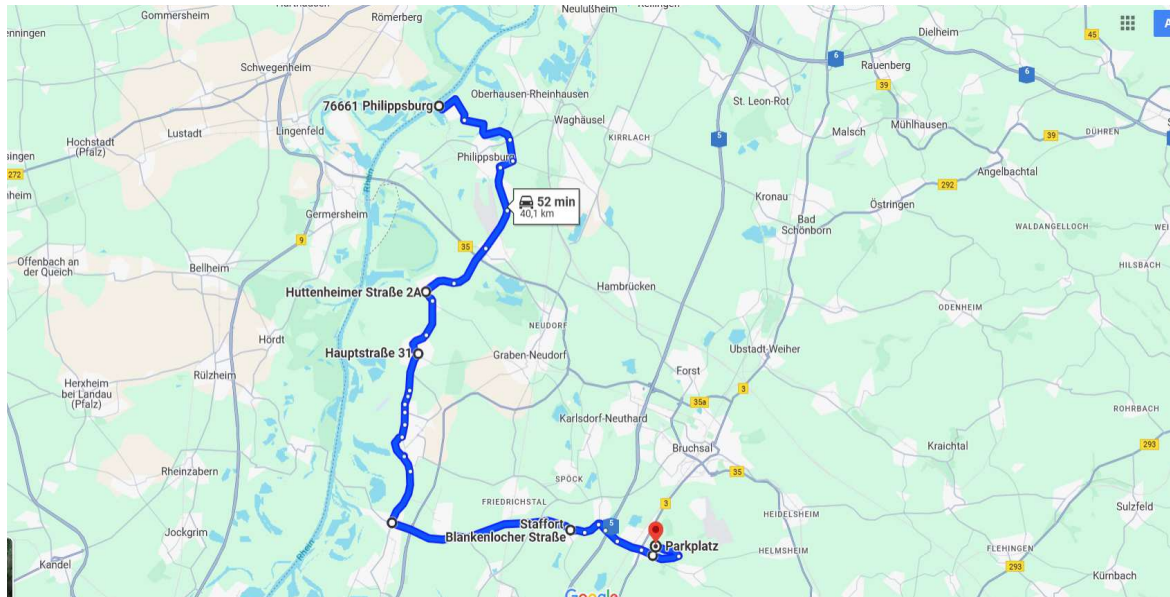 Gommersheim
Römerberg
Neulußheim
Dielheim
45
6
Rauenberg
Schwegenheim
6
39
Oberhausen-Rheinhausen
St. Leon-Rot
76661 Philippsburg
Waghäusel
Mühlhausen
Lustadt
Lingenfeld
KIRRLACH
5
Malsch
39
DÜHREN
Hochstadt
(Pfalz)
Philippsburg
Rhein
Angelbachtal
272
292
Kronau
Östringen
52 min
40,1 km
Germersheim
Bad
Schönborn
WALDANGELLOCH
9
35
Offenbach an
der Queich
Bellheim
HILSBACH
Huttenheimer Straße 2A
Hambrücken
ODENHEIM
NEUDORF
Hördt
Hauptstraße 31
Graben-Neudorf
Ubstadt-Weiher
Rülzheim
Forst
Herxheim
bei Landau
(Pfalz)
3
35a
ROHRBACH
Karlsdorf-Neuthard
Kraichtal
293
Bruchsal
Rheinzabern
35
SPÖCK
FRIEDRICHSTAL
3
Sulzfeld
HEIDELSHEIM
Staffort
5
Blankenlocher Straße
Jockgrim
Parkplatz
HELMSHEIM
FLEHINGEN
Rhein
Kandel
293
Kürnbach
Google